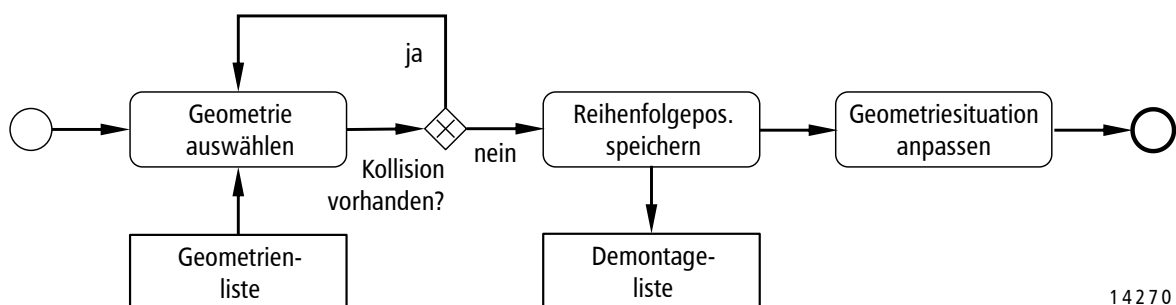 ja
Geometrie
auswählen
Kollision
vorhanden?
nein
Reihenfolgepos.
speichern
Geometriesituation
anpassen
Geometrien-
liste
Demontage-
liste
14270